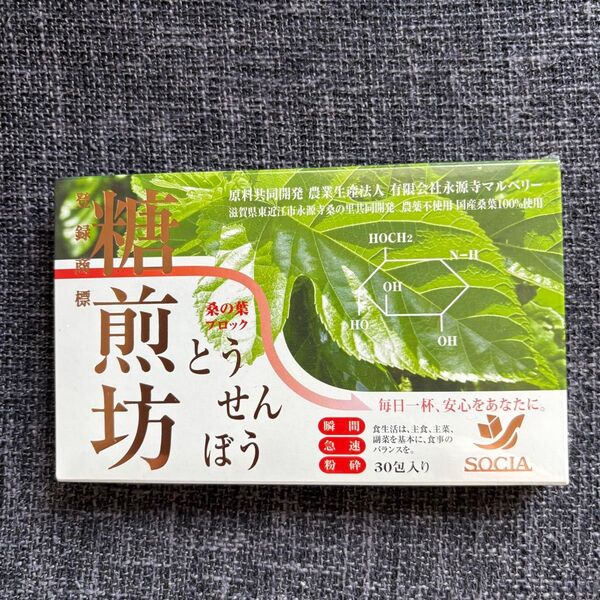 原料共同開発 農業生産法人 有限会社永源寺マルベリー
滋賀県東近江市永源寺桑の里共同開発 農薬不使用 国産桑葉100%使用
登録商標
糖煎坊
桑の葉
ブロック
とうせんぼう
HOCH2
N-H
OH
HO
OH
毎日一杯、安心をあなたに。
瞬間
急速
粉砕
食生活は、主食、主菜、
副菜を基本に、食事の
バランスを。
30包入り
SOCIA